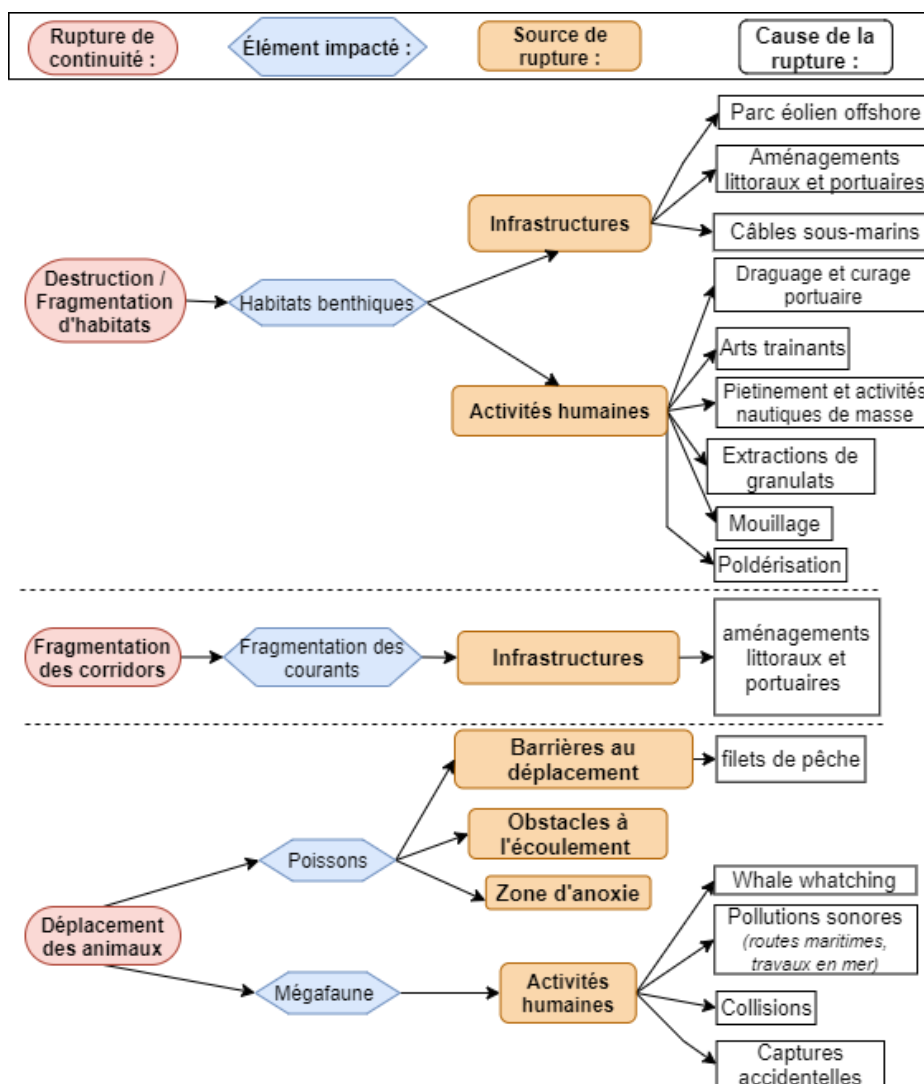 Rupture de
continuité :
Élément impacté :
Source de
rupture :
Cause de la
rupture :
Parc éolien offshore
Aménagements
littoraux et portuaires
Infrastructures
Câbles sous-marins
Destruction /
Fragmentation
d'habitats
Habitats benthiques
Draguage et curage
portuaire
Arts trainants
Activités humaines
Pietinement et activités
nautiques de masse
Extractions de
granulats
Mouillage
Poldérisation
Fragmentation
des corridors
Fragmentation des
courants
Infrastructures
aménagements
littoraux et
portuaires
Barrières au
déplacement
filets de pêche
Poissons
Obstacles à
l'écoulement
Zone d'anoxie
Déplacement
des animaux
Mégafaune
Activités
humaines
Whale whatching
Pollutions sonores
(routes maritimes,
travaux en mer)
Collisions
Captures
accidentelles